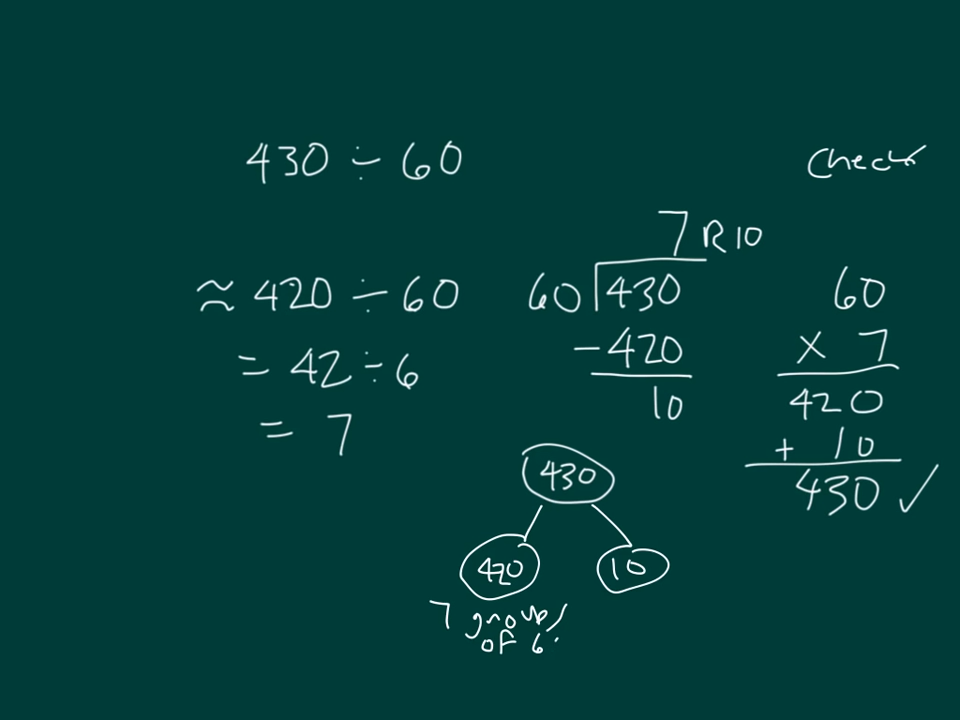 430 ÷ 60
≈ 420 ÷ 60
= 42 ÷ 6
= 7
7 R 10
60 430
- 420
10
Check
60
× 7
420
+ 10
430 ✓
430
420 10
7 groups
of 6